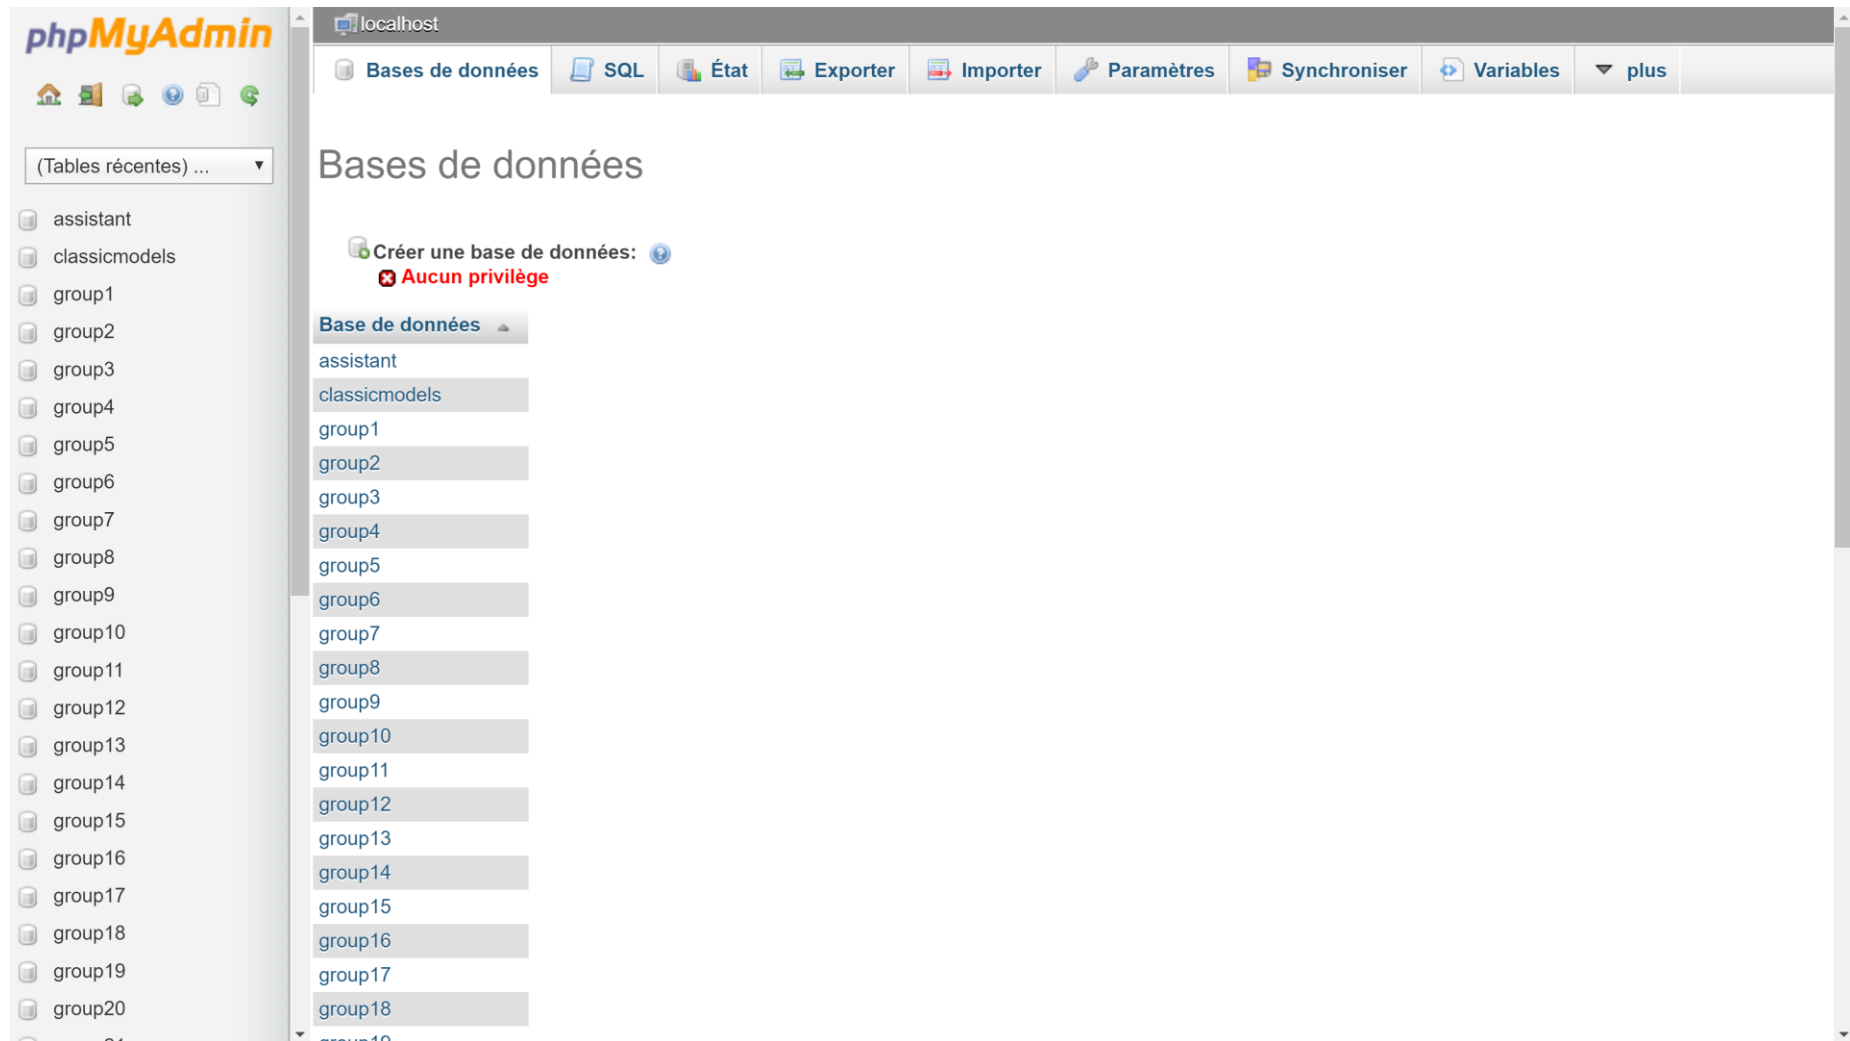 phpMyAdmin
(Tables récentes) ...
assistant
classicmodels
group1
group2
group3
group4
group5
group6
group7
group8
group9
group10
group11
group12
group13
group14
group15
group16
group17
group18
group19
group20
localhost
Bases de données SQL État Exporter Importer Paramètres Synchroniser Variables plus
Bases de données
Créer une base de données:
Aucun privilège
Base de données
assistant
classicmodels
group1
group2
group3
group4
group5
group6
group7
group8
group9
group10
group11
group12
group13
group14
group15
group16
group17
group18